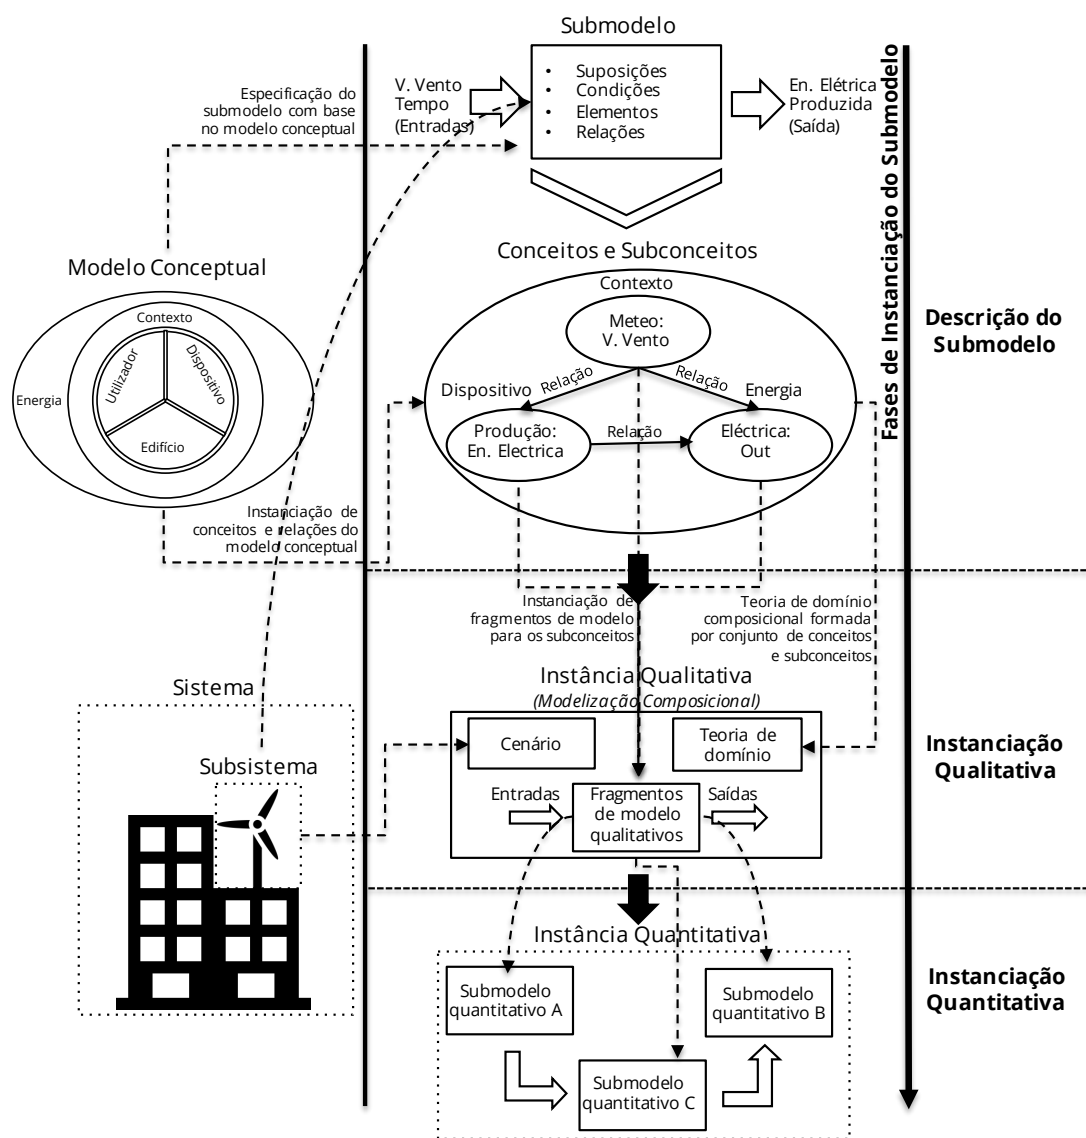 Submodelo
V. Vento
Tempo
(Entradas)
• Suposições
• Condições
• Elementos
• Relações
En. Elétrica
Produzida
(Saída)
Especificação do
submodelo com base
no modelo conceptual
Fases de Instanciação do Submodelo
Modelo Conceptual
Contexto
Utilizador
Dispositivo
Energia
Edifício
Conceitos e Subconceitos
Contexto
Meteo:
V. Vento
Dispositivo
Relação
Relação
Energia
Produção:
En. Electrica
Relação
Eléctrica:
Out
Descrição do
Submodelo
Instanciação de
conceitos e relações do
modelo conceptual
Instanciação de
fragmentos de modelo
para os subconceitos
Teoria de domínio
composicional formada
por conjunto de conceitos
e subconceitos
Sistema
Subsistema
Instância Qualitativa
(Modelização Composicional)
Cenário
Teoria de
domínio
Entradas
Fragmentos
de modelo
qualitativos
Saídas
Instanciação
Qualitativa
Instância Quantitativa
Submodelo
quantitativo A
Submodelo
quantitativo B
Submodelo
quantitativo C
Instanciação
Quantitativa